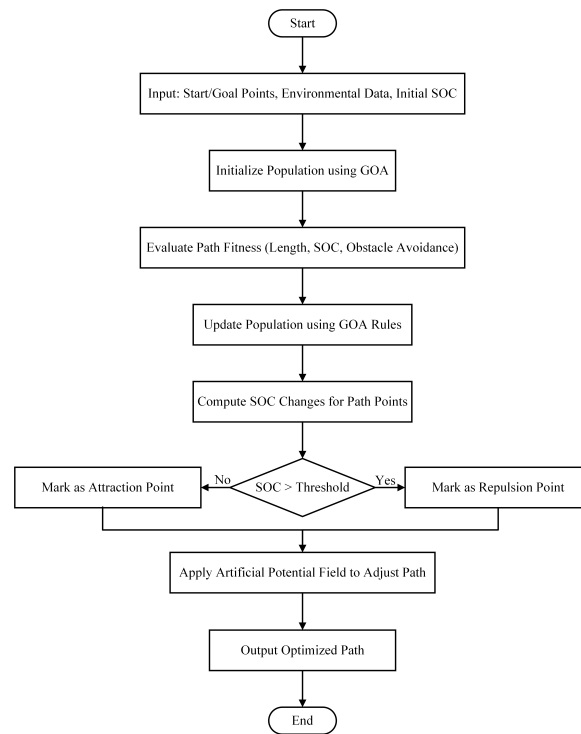 Start
Input: Start/Goal Points, Environmental Data, Initial SOC
Initialize Population using GOA
Evaluate Path Fitness (Length, SOC, Obstacle Avoidance)
Update Population using GOA Rules
Compute SOC Changes for Path Points
No
Yes
Mark as Attraction Point
SOC > Threshold
Mark as Repulsion Point
Apply Artificial Potential Field to Adjust Path
Output Optimized Path
End